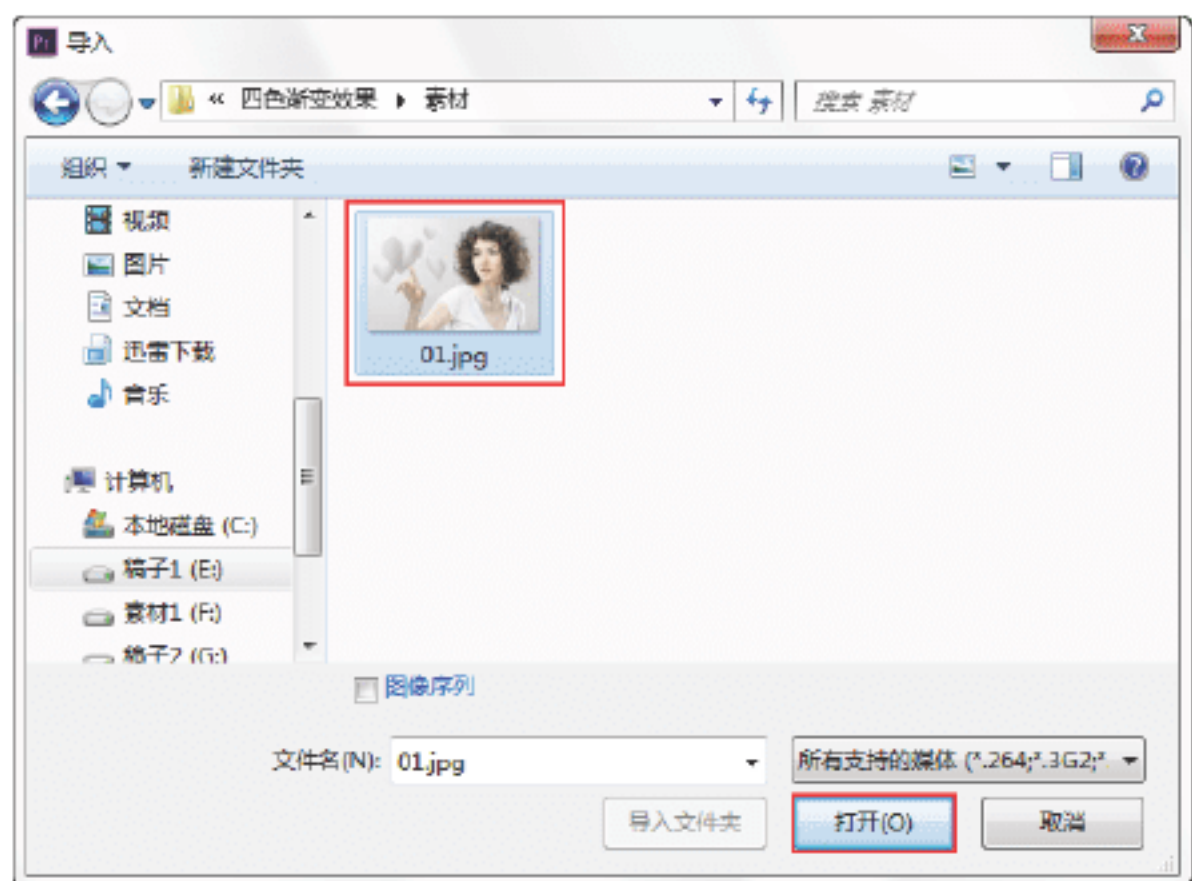 Pr 导入
« 四色渐变效果 ▸ 素材
搜索 素材
组织 新建文件夹
视频
图片
文档
迅雷下载
音乐
01.jpg
计算机
本地磁盘 (C:)
稿子1 (E:)
素材1 (F:)
稿子2 (G:)
图像序列
文件名(N): 01.jpg
所有支持的媒体 (*.264;*.3G2;*.
导入文件夹 打开(O) 取消